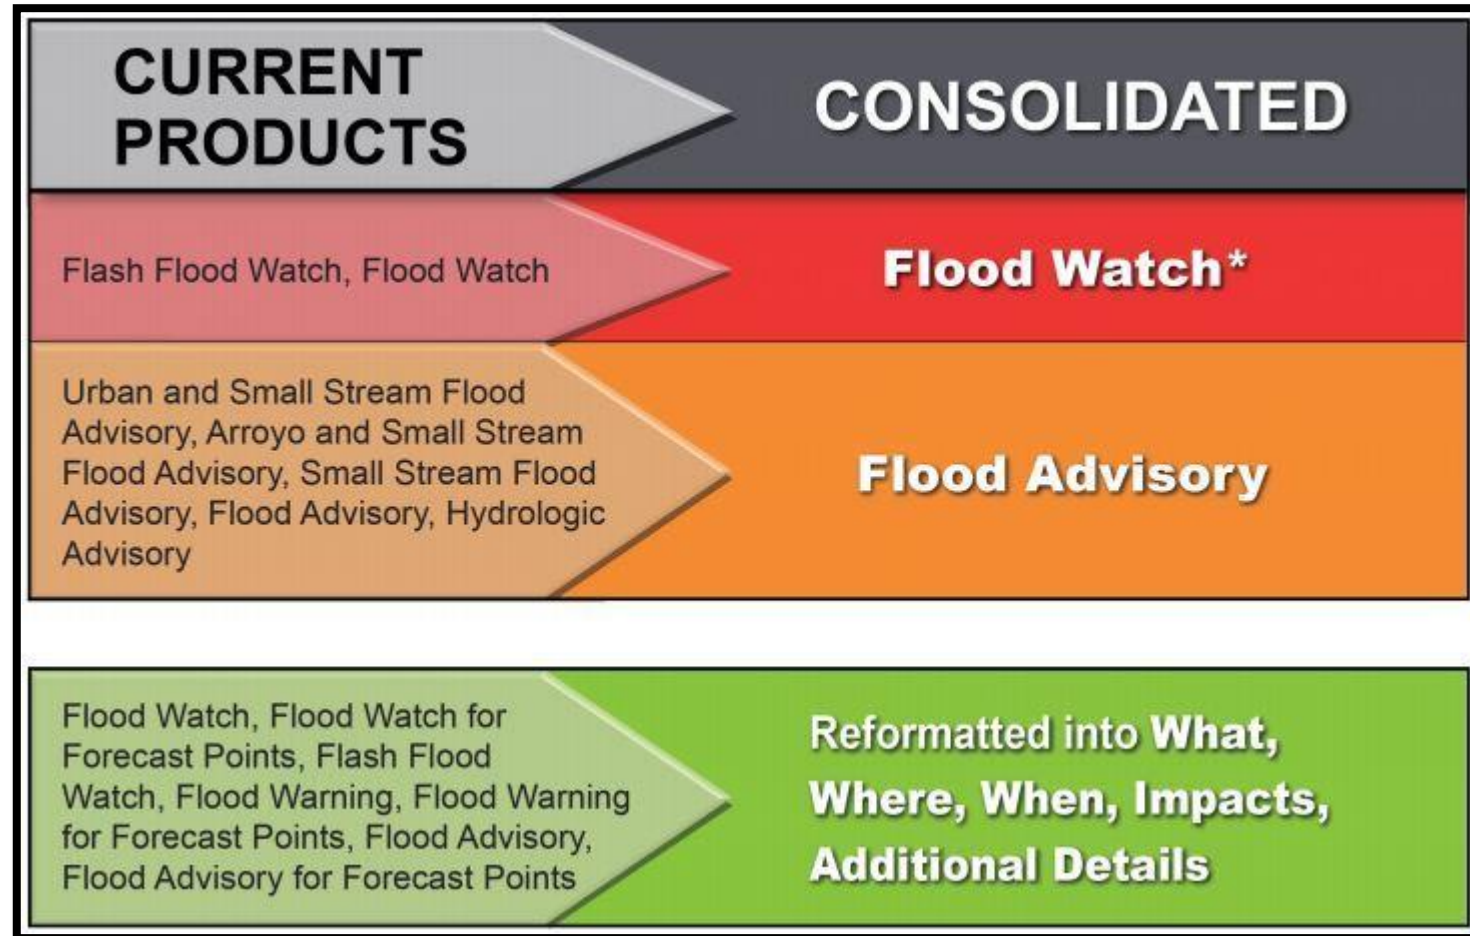 CURRENT
PRODUCTS
CONSOLIDATED
Flash Flood Watch, Flood Watch
Flood Watch*
Urban and Small Stream Flood
Advisory, Arroyo and Small Stream
Flood Advisory, Small Stream Flood
Advisory, Flood Advisory, Hydrologic
Advisory
Flood Advisory
Flood Watch, Flood Watch for
Forecast Points, Flash Flood
Watch, Flood Warning, Flood Warning
for Forecast Points, Flood Advisory,
Flood Advisory for Forecast Points
Reformatted into What,
Where, When, Impacts,
Additional Details